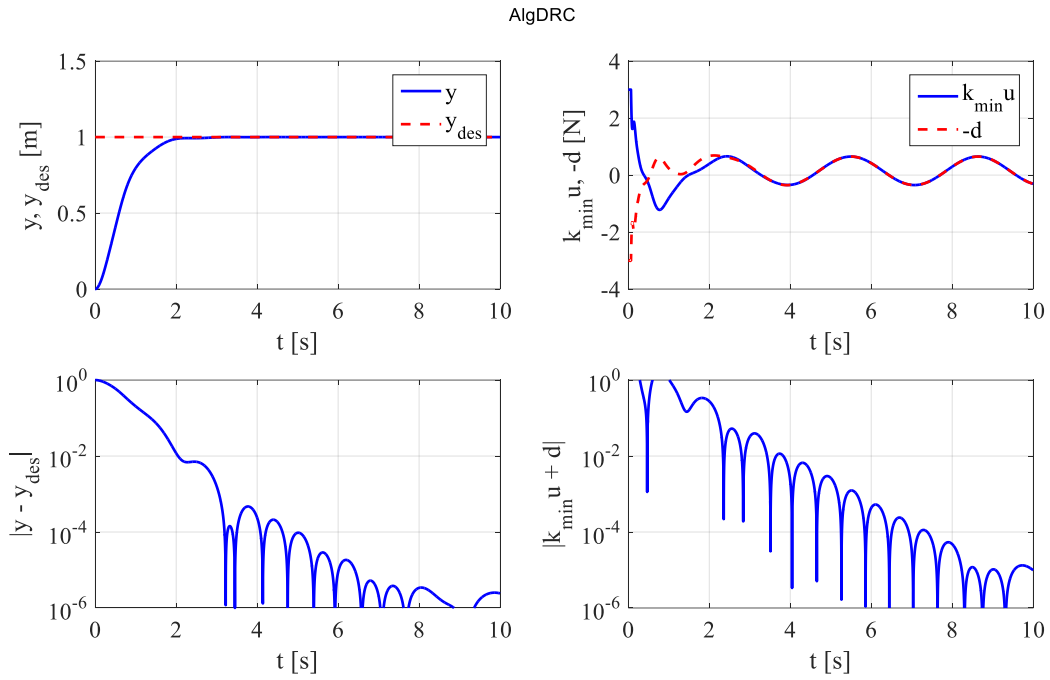 AlgDRC
1.5
1
0.5
0
y, y_des [m]
y
y_des
0 2 4 6 8 10
t [s]
4
2
0
-2
-4
k_min u, -d [N]
k_min u
-d
0 2 4 6 8 10
t [s]
10^0
10^-2
10^-4
10^-6
|y - y_des|
0 2 4 6 8 10
t [s]
10^0
10^-2
10^-4
10^-6
|k_min u + d|
0 2 4 6 8 10
t [s]